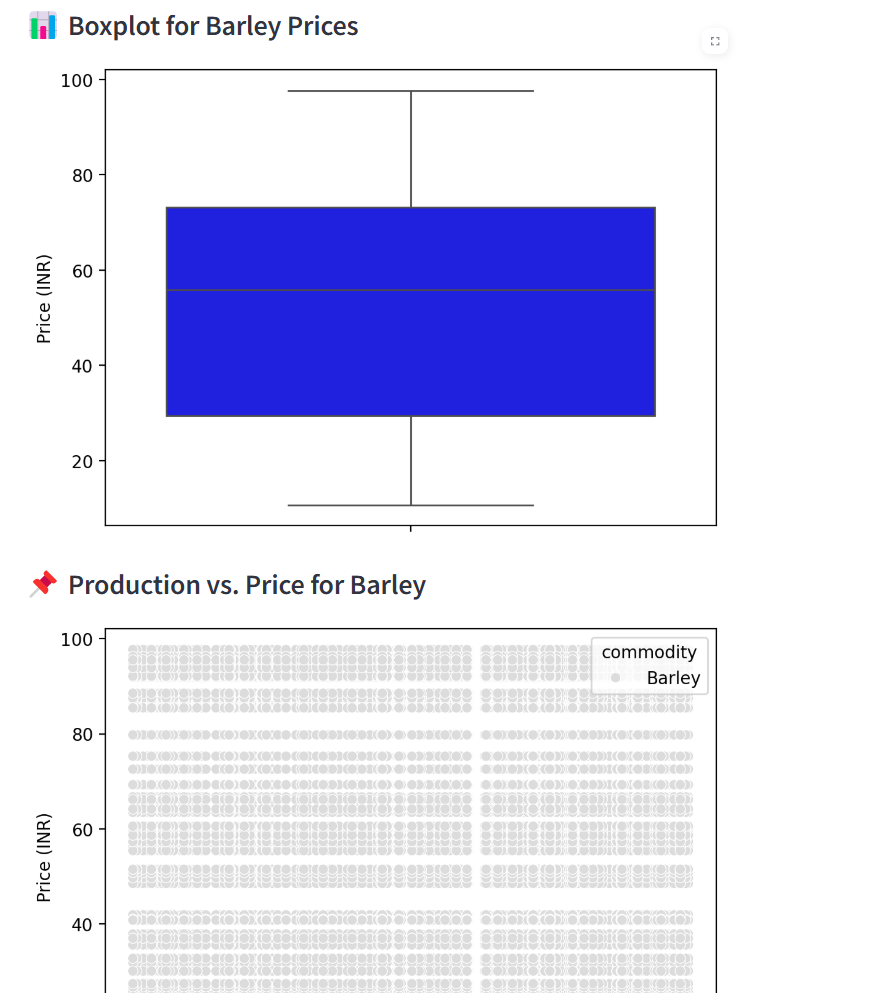 Boxplot for Barley Prices
100
80
60
40
20
Price (INR)
Production vs. Price for Barley
100
80
60
40
Price (INR)
commodity
Barley